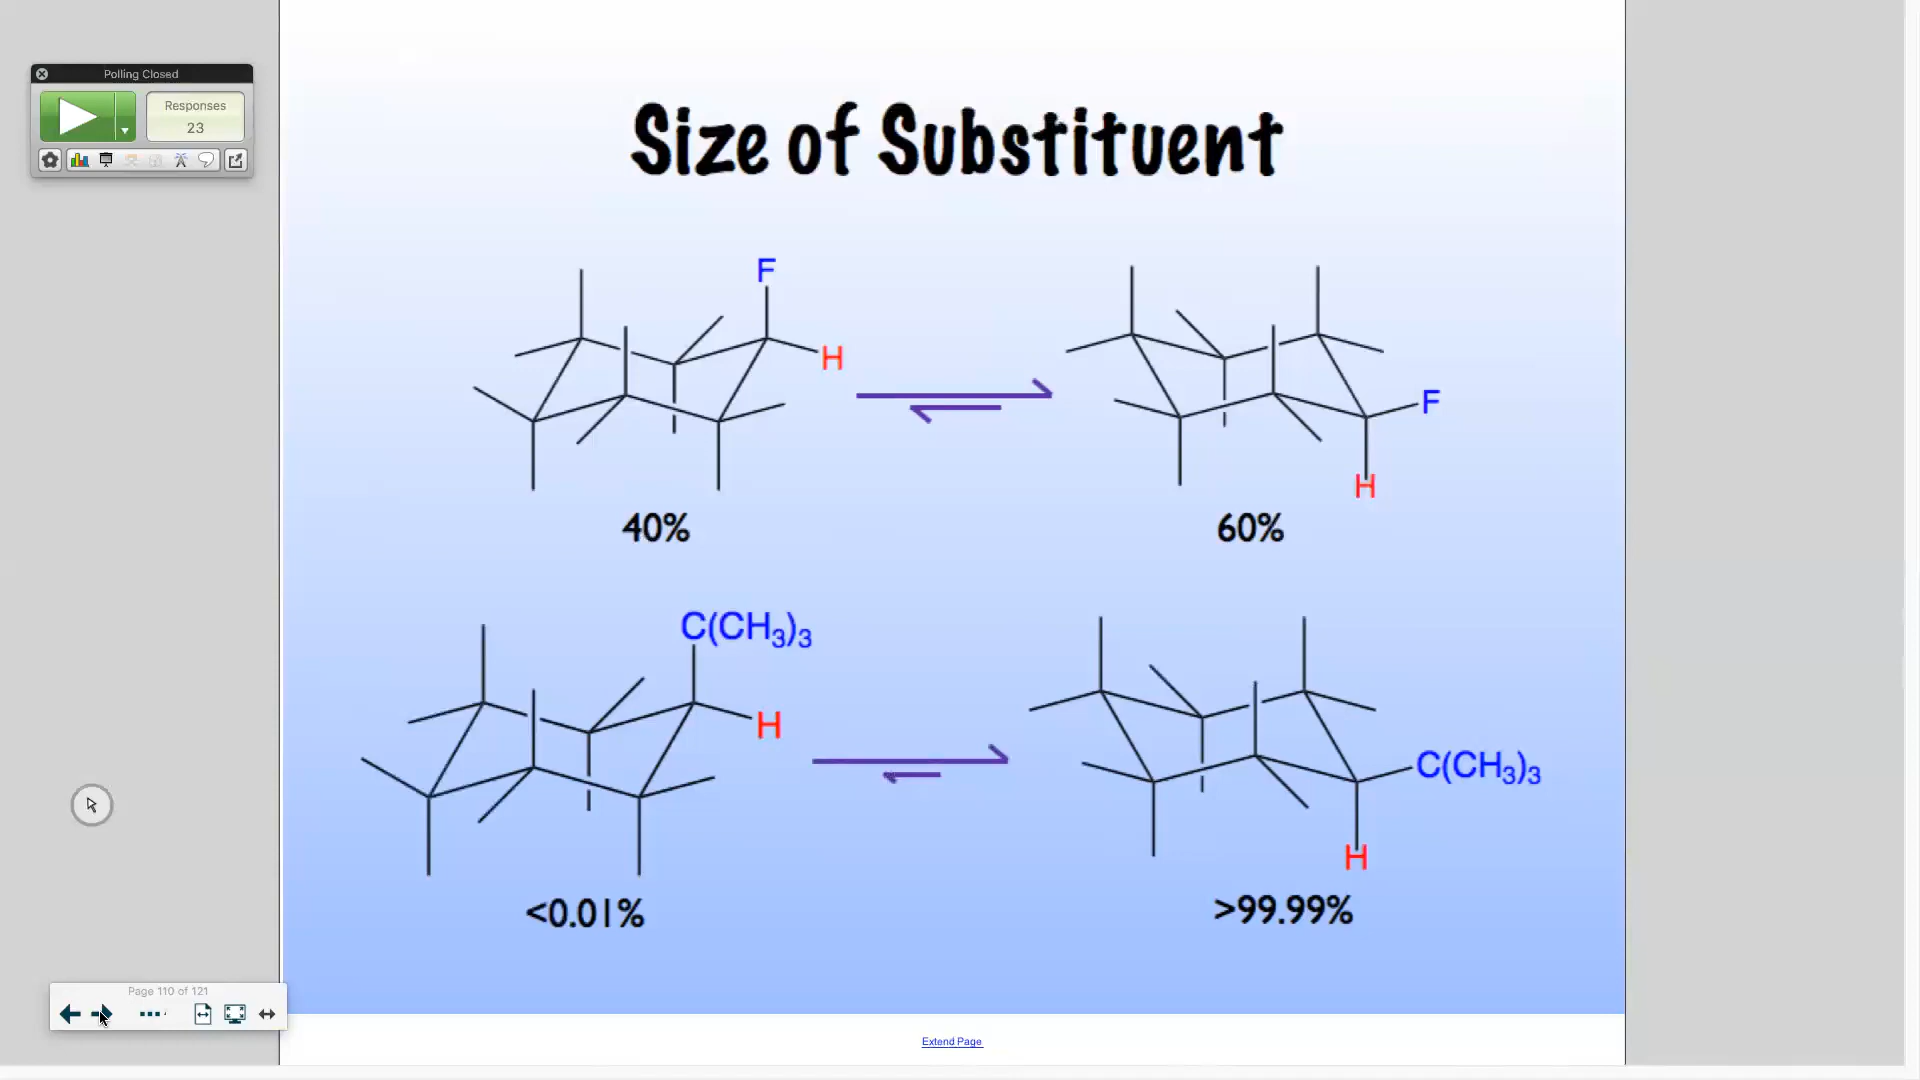 Polling Closed
Responses
23
Size of Substituent
F
H
F
H
40%
60%
C(CH₃)₃
H
C(CH₃)₃
H
<0.01%
>99.99%
Page 110 of 121
Extend Page